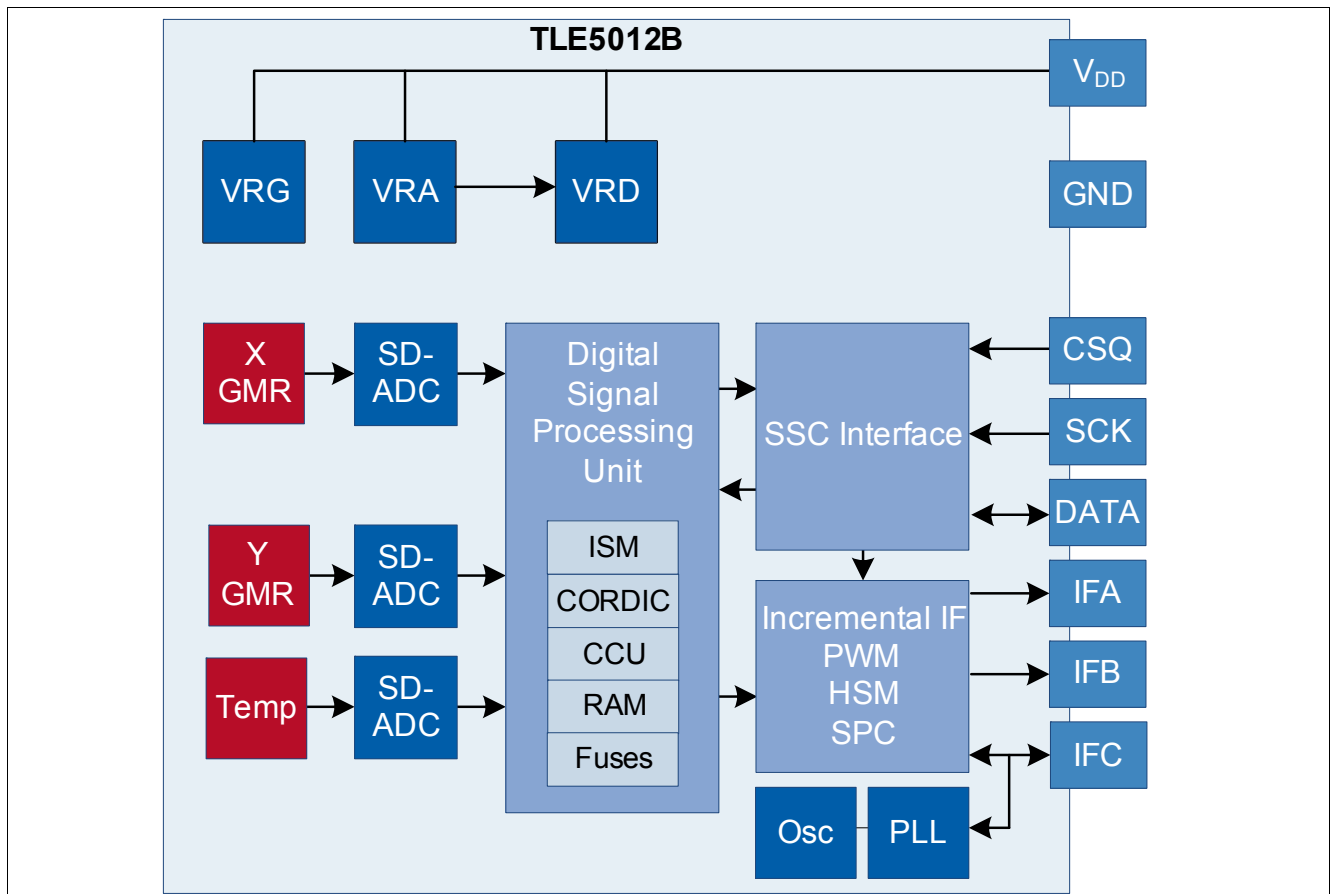 TLE5012B
VDD
VRG
VRA
VRD
GND
X
GMR
SD-
ADC
Digital
Signal
Processing
Unit
SSC Interface
CSQ
SCK
DATA
Y
GMR
SD-
ADC
ISM
CORDIC
CCU
RAM
Fuses
Temp
SD-
ADC
Incremental IF
PWM
HSM
SPC
IFA
IFB
IFC
Osc
PLL